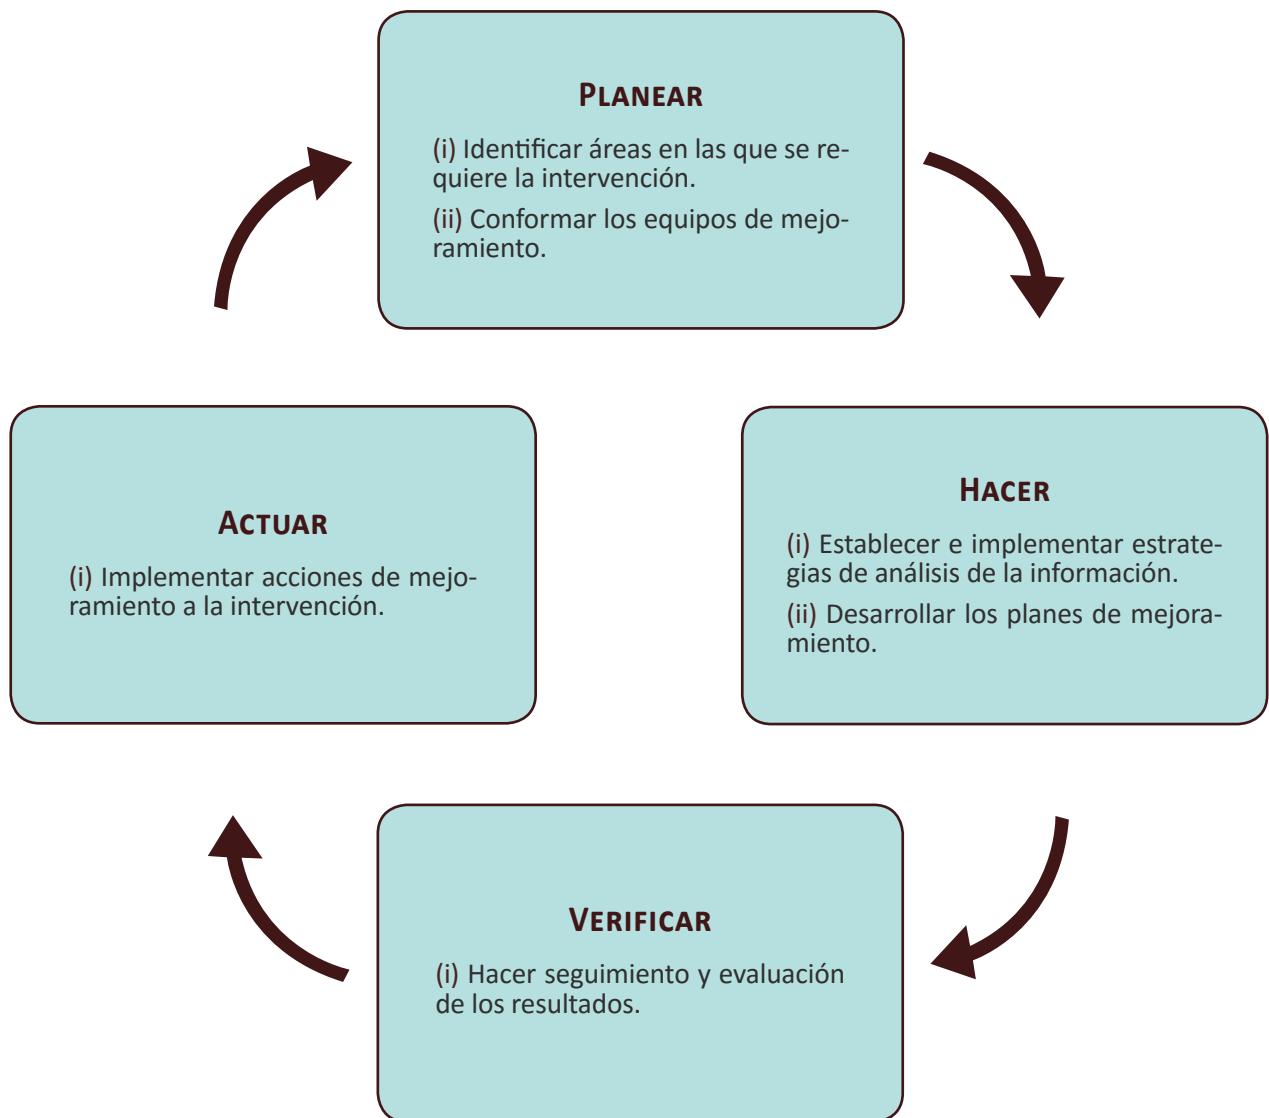 PLANEAR
(i) Identificar áreas en las que se re-
quiere la intervención.
(ii) Conformar los equipos de mejo-
ramiento.
HACER
(i) Establecer e implementar estrate-
gias de análisis de la información.
(ii) Desarrollar los planes de mejora-
miento.
VERIFICAR
(i) Hacer seguimiento y evaluación
de los resultados.
ACTUAR
(i) Implementar acciones de mejo-
ramiento a la intervención.